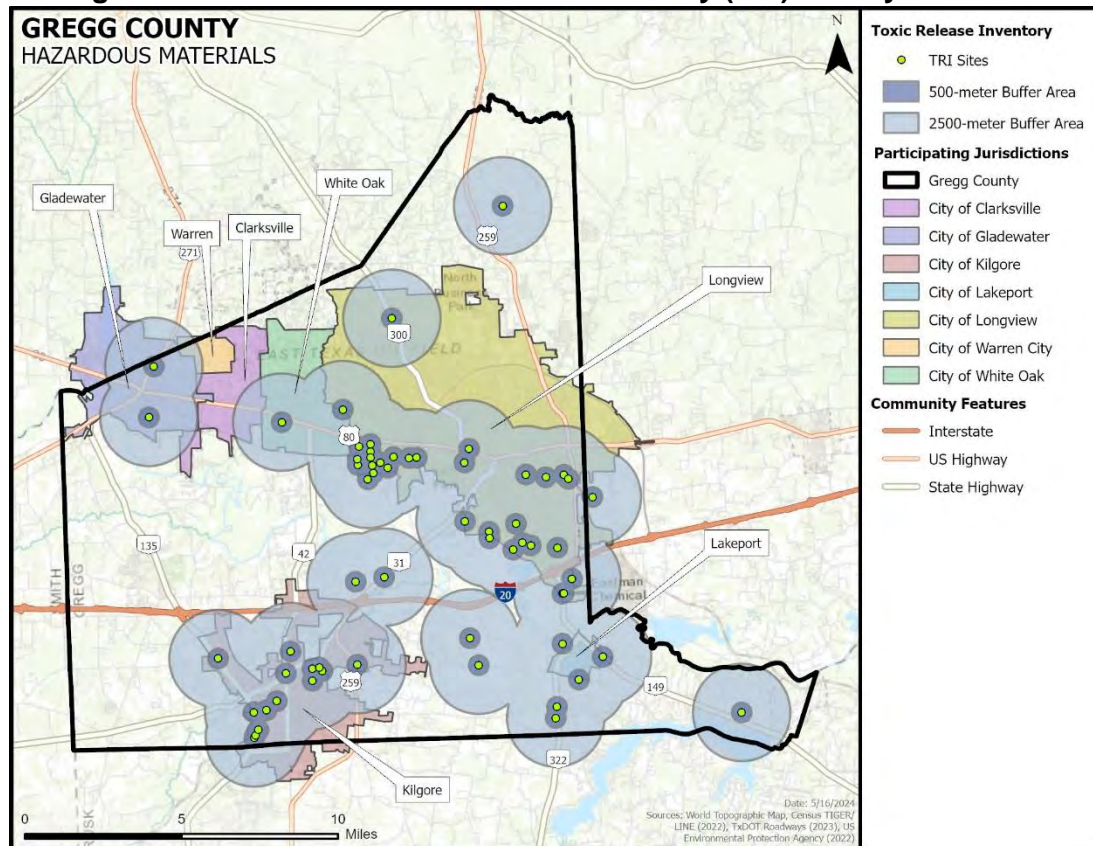 GREGG COUNTY
HAZARDOUS MATERIALS
N
Gladewater
Warren
Clarksville
White Oak
Longview
Lakeport
Kilgore
271
259
300
North
Park
EAST TEXAS
FIELD
80
135
42
31
20
Eastman
Chemical
259
149
322
SMITH
GREGG
RUSK
0 5 10
Miles
Date: 5/16/2024
Sources: World Topographic Map, Census TIGER/
LINE (2022), TxDOT Roadways (2023), US
Environmental Protection Agency (2022)
Toxic Release Inventory
TRI Sites
500-meter Buffer Area
2500-meter Buffer Area
Participating Jurisdictions
Gregg County
City of Clarksville
City of Gladewater
City of Kilgore
City of Lakeport
City of Longview
City of Warren City
City of White Oak
Community Features
Interstate
US Highway
State Highway